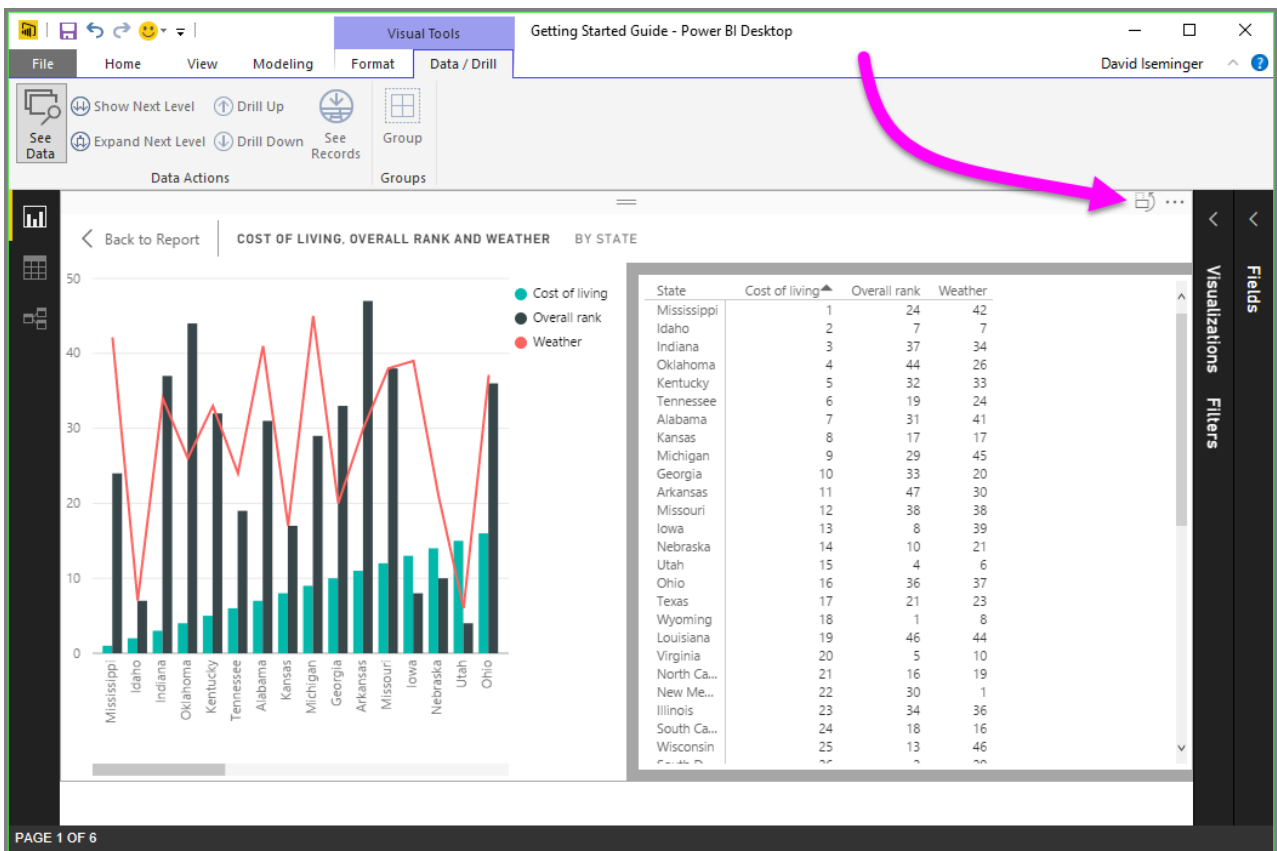 Visual Tools
Getting Started Guide - Power BI Desktop
File Home View Modeling Format Data / Drill David Iseminger
See Data
Show Next Level
Expand Next Level
Drill Up
Drill Down
See Records
Group
Data Actions
Groups
Back to Report
COST OF LIVING, OVERALL RANK AND WEATHER BY STATE
50
40
30
20
10
0
Mississippi
Idaho
Indiana
Oklahoma
Kentucky
Tennessee
Alabama
Kansas
Michigan
Georgia
Arkansas
Missouri
Iowa
Nebraska
Utah
Ohio
Cost of living
Overall rank
Weather
State Cost of living Overall rank Weather
Mississippi 1 24 42
Idaho 2 7 7
Indiana 3 37 34
Oklahoma 4 44 26
Kentucky 5 32 33
Tennessee 6 19 24
Alabama 7 31 41
Kansas 8 17 17
Michigan 9 29 45
Georgia 10 33 20
Arkansas 11 47 30
Missouri 12 38 38
Iowa 13 8 39
Nebraska 14 10 21
Utah 15 4 6
Ohio 16 36 37
Texas 17 21 23
Wyoming 18 1 8
Louisiana 19 46 44
Virginia 20 5 10
North Ca... 21 16 19
New Me... 22 30 1
Illinois 23 34 36
South Ca... 24 18 16
Wisconsin 25 13 46
Visualizations
Filters
Fields
PAGE 1 OF 6